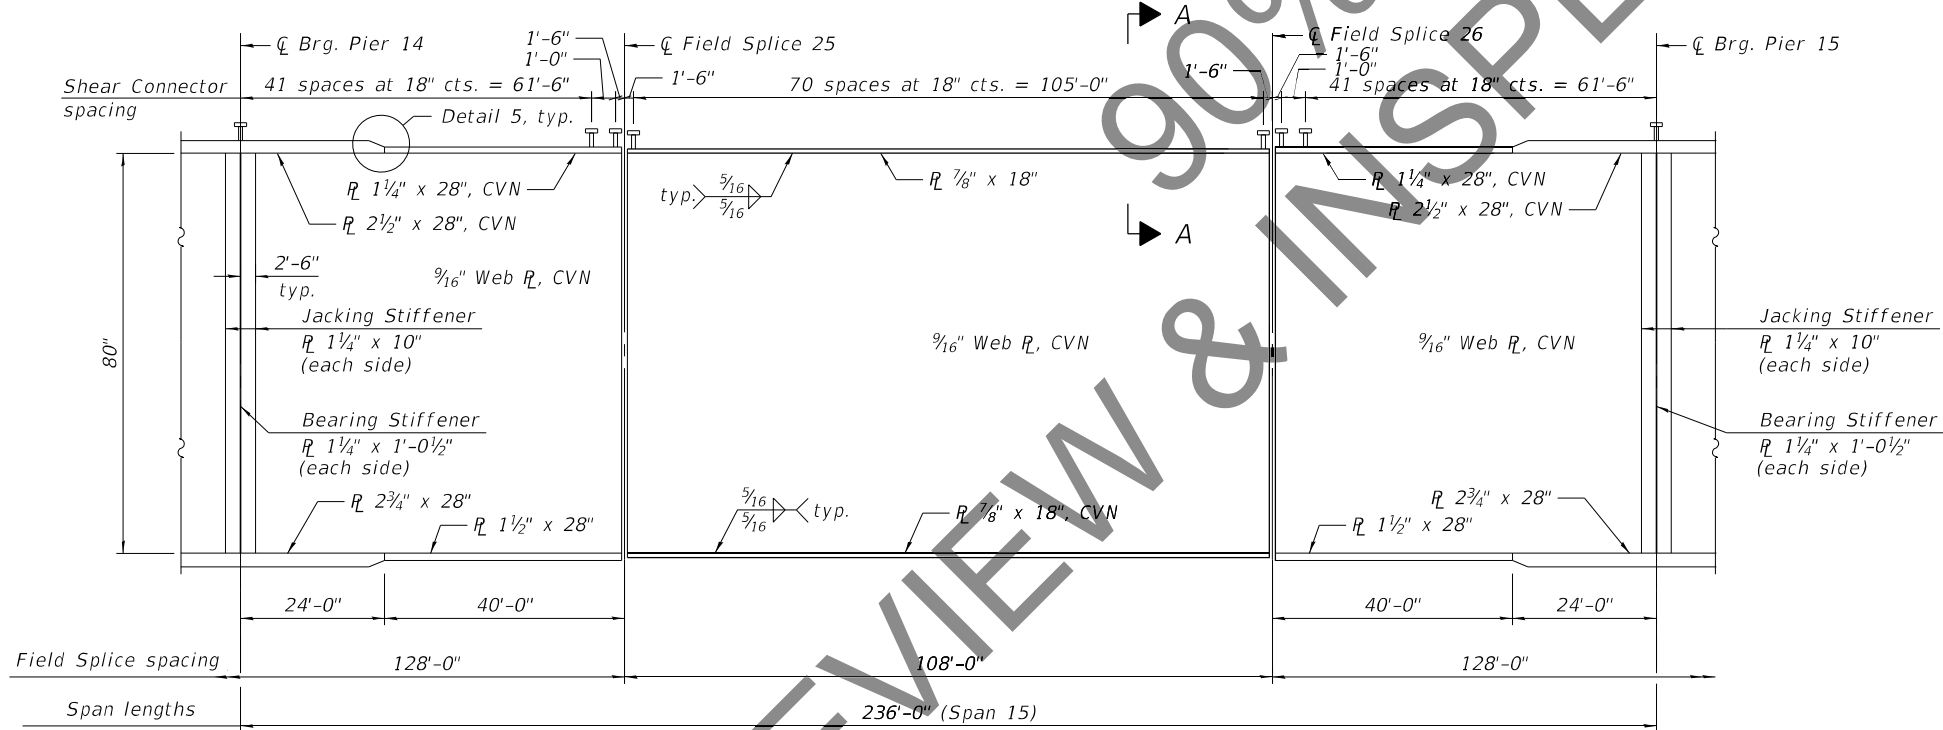 A
℄ Brg. Pier 14
1'-6"
1'-0"
℄ Field Splice 25
℄ Field Splice 26
℄ Brg. Pier 15
1'-6"
1'-0"
Shear Connector
spacing
41 spaces at 18" cts. = 61'-6"
1'-6"
70 spaces at 18" cts. = 105'-0"
1'-6"
41 spaces at 18" cts. = 61'-6"
Detail 5, typ.
90%
REVIEW & INSPE
PL 1¼" x 28", CVN
PL 2½" x 28", CVN
typ. 5/16
5/16
PL 7/8" x 18"
PL 1¼" x 28", CVN
PL 2½" x 28", CVN
A
2'-6"
typ.
9/16" Web PL, CVN
80"
Jacking Stiffener
PL 1¼" x 10"
(each side)
9/16" Web PL, CVN
9/16" Web PL, CVN
Jacking Stiffener
PL 1¼" x 10"
(each side)
Bearing Stiffener
PL 1¼" x 1'-0½"
(each side)
Bearing Stiffener
PL 1¼" x 1'-0½"
(each side)
PL 2¾" x 28"
PL 1½" x 28"
5/16
5/16 typ.
PL 7/8" x 18", CVN
PL 2¾" x 28"
PL 1½" x 28"
24'-0"
40'-0"
40'-0"
24'-0"
Field Splice spacing
128'-0"
108'-0"
128'-0"
Span lengths
236'-0" (Span 15)